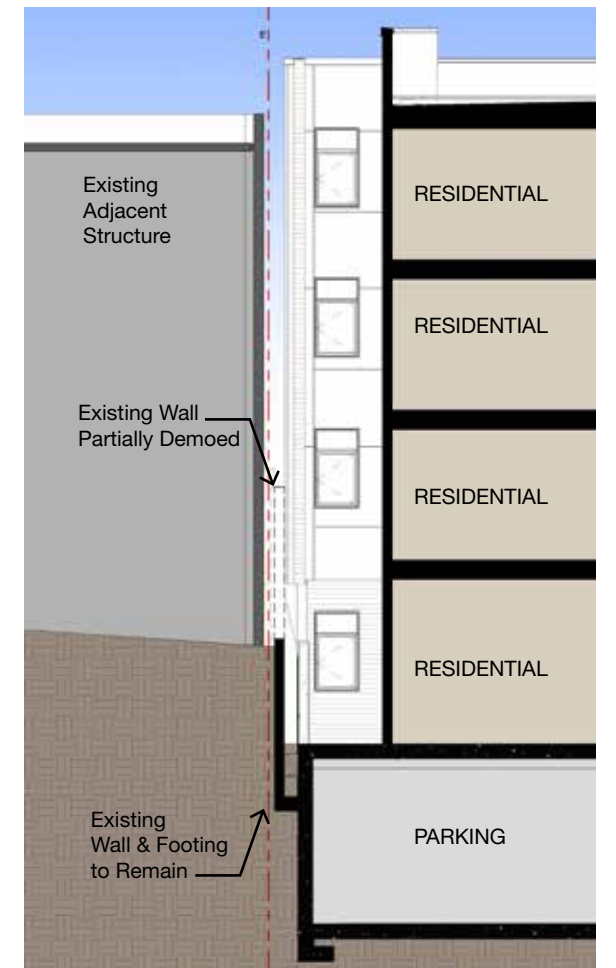 Existing
Adjacent
Structure
RESIDENTIAL
RESIDENTIAL
Existing Wall
Partially Demoed
RESIDENTIAL
RESIDENTIAL
Existing
Wall & Footing
to Remain
PARKING